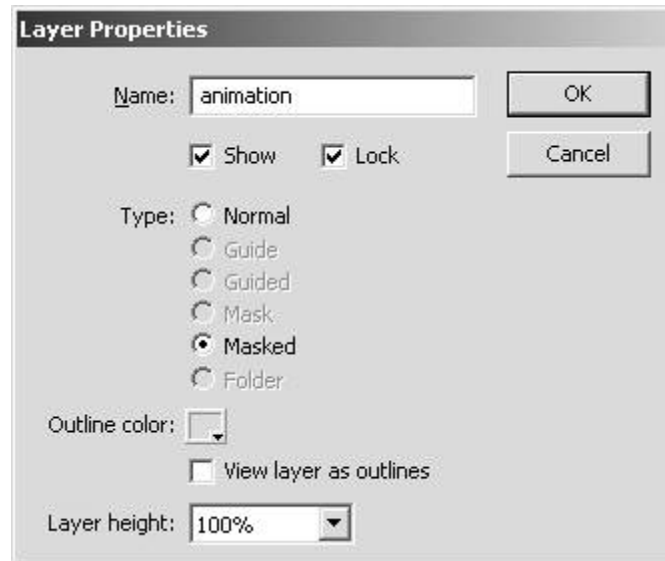 Layer Properties
Name: animation
OK
Show Lock
Cancel
Type: Normal
Guide
Guided
Mask
Masked
Folder
Outline color:
View layer as outlines
Layer height: 100%